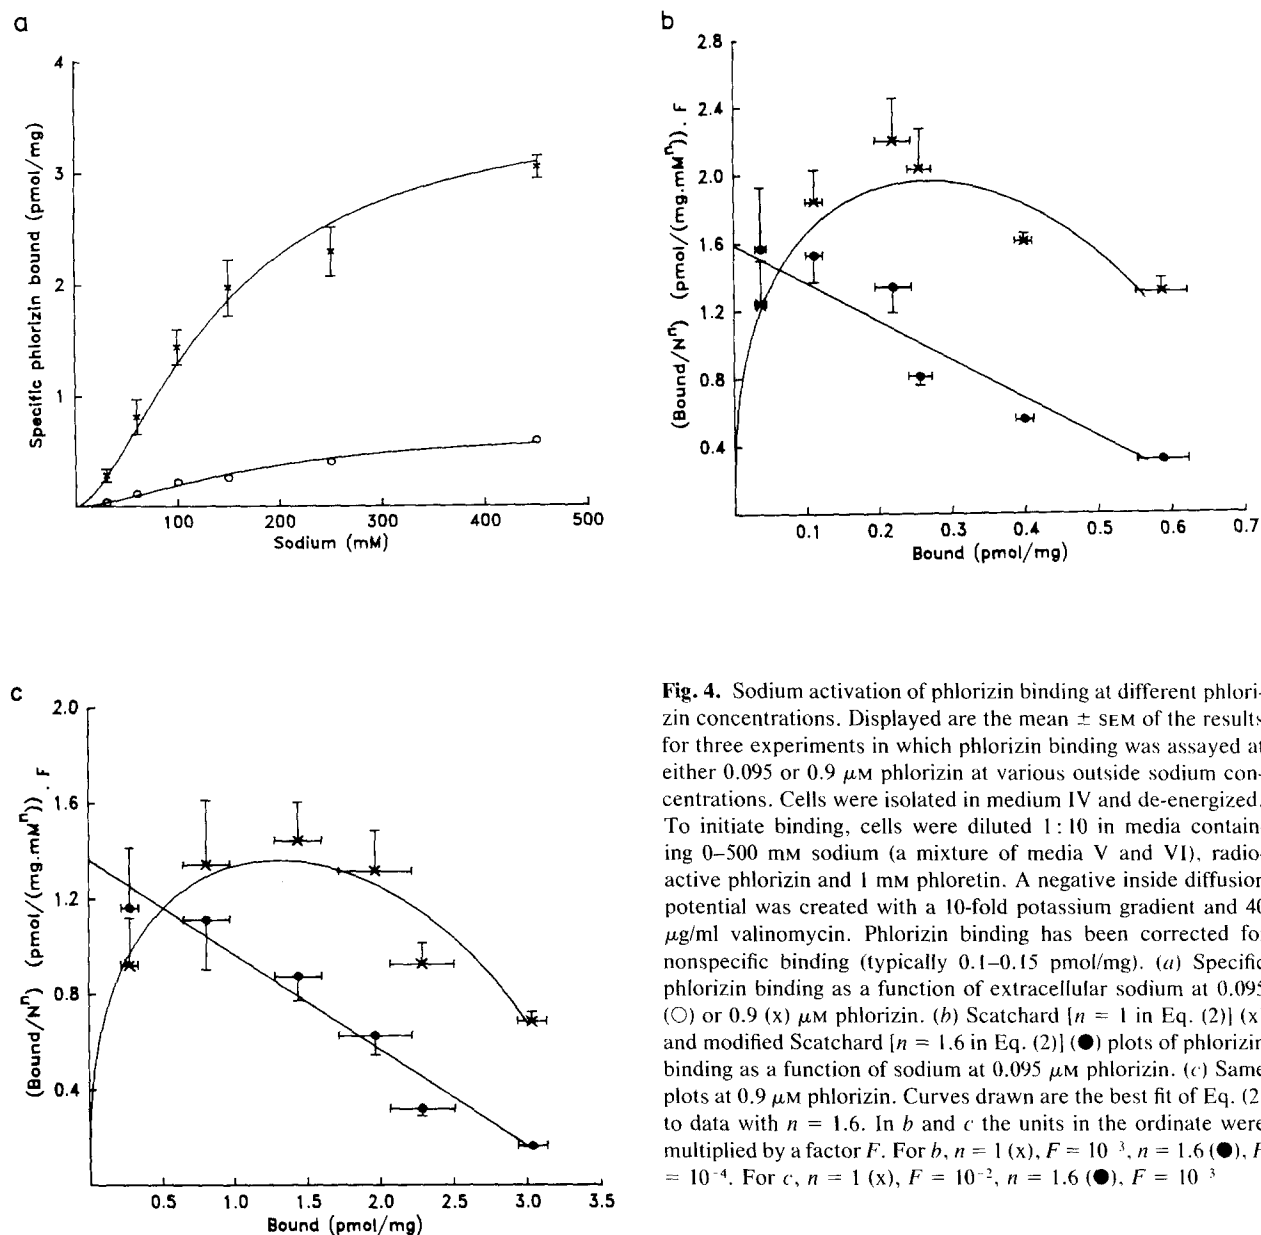 a
4
3
2
1
Specific phlorizin bound (pmol/mg)
100
200
300
400
500
Sodium (mM)
b
2.8
2.4
2.0
1.6
1.2
0.8
0.4
(Bound/Nⁿ) (pmol/(mg.mMⁿ)) . F
0.1
0.2
0.3
0.4
0.5
0.6
0.7
Bound (pmol/mg)
c
2.0
1.6
1.2
0.8
0.4
(Bound/Nⁿ) (pmol/(mg.mMⁿ)) . F
0.5
1.0
1.5
2.0
2.5
3.0
3.5
Bound (pmol/mg)
Fig. 4. Sodium activation of phlorizin binding at different phlori-
zin concentrations. Displayed are the mean ± SEM of the results
for three experiments in which phlorizin binding was assayed at
either 0.095 or 0.9 μM phlorizin at various outside sodium con-
centrations. Cells were isolated in medium IV and de-energized.
To initiate binding, cells were diluted 1:10 in media contain-
ing 0–500 mM sodium (a mixture of media V and VI), radio-
active phlorizin and 1 mM phloretin. A negative inside diffusion
potential was created with a 10-fold potassium gradient and 40
μg/ml valinomycin. Phlorizin binding has been corrected fo
nonspecific binding (typically 0.1–0.15 pmol/mg). (a) Specific
phlorizin binding as a function of extracellular sodium at 0.095
(○) or 0.9 (x) μM phlorizin. (b) Scatchard [n = 1 in Eq. (2)] (x)
and modified Scatchard [n = 1.6 in Eq. (2)] (●) plots of phlorizin
binding as a function of sodium at 0.095 μM phlorizin. (c) Same
plots at 0.9 μM phlorizin. Curves drawn are the best fit of Eq. (2
to data with n = 1.6. In b and c the units in the ordinate were
multiplied by a factor F. For b, n = 1 (x), F = 10⁻³, n = 1.6 (●), F
= 10⁻⁴. For c, n = 1 (x), F = 10⁻², n = 1.6 (●), F = 10⁻³